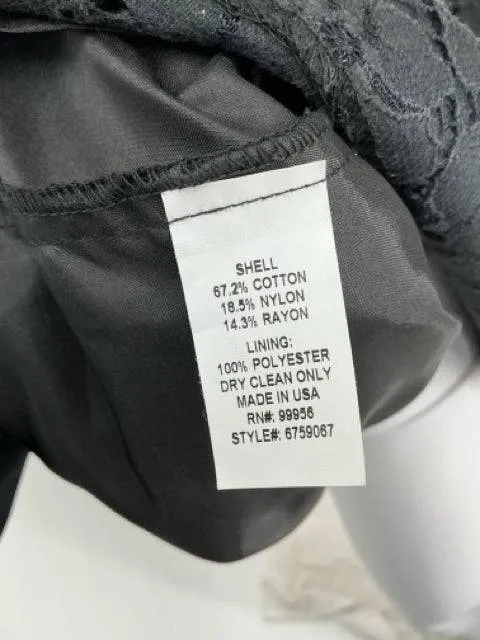 SHELL
67.2% COTTON
18.5% NYLON
14.3% RAYON
LINING:
100% POLYESTER
DRY CLEAN ONLY
MADE IN USA
RN#: 99956
STYLE#: 6759067